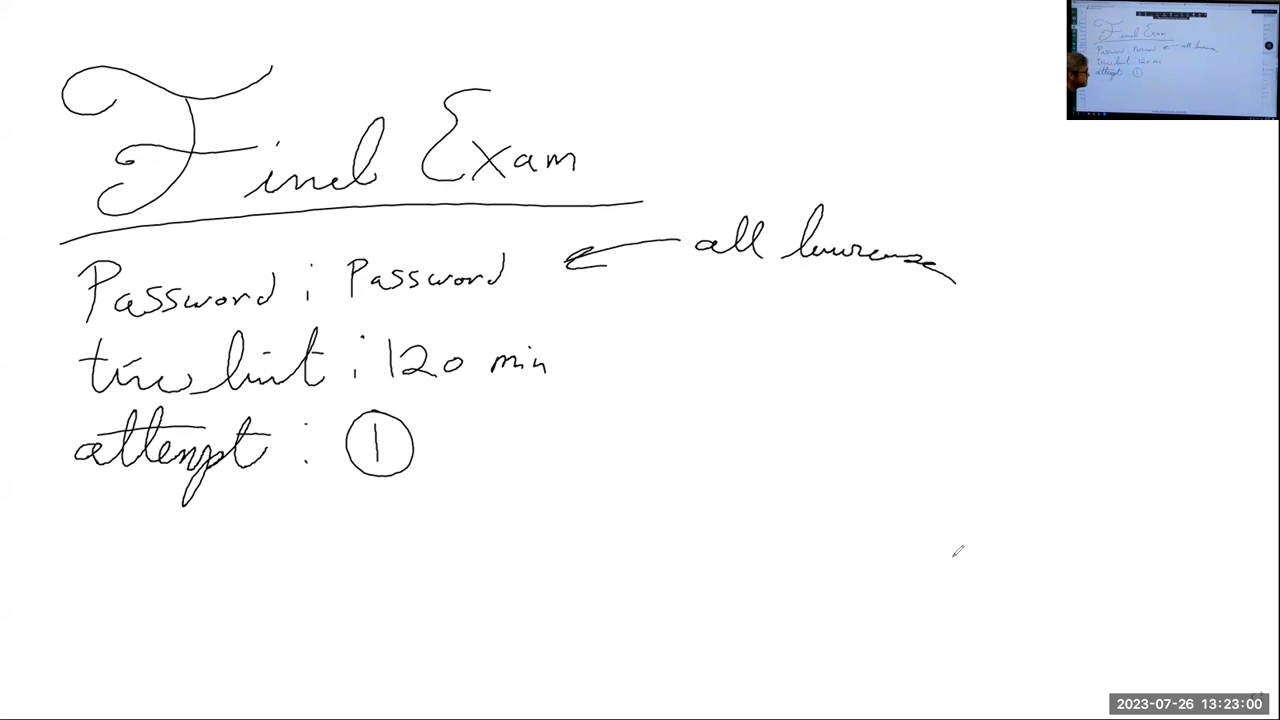 Final Exam
Password : Password ← all lowercase
time limit : 120 min
attempt : 1
2023-07-26 13:23:00